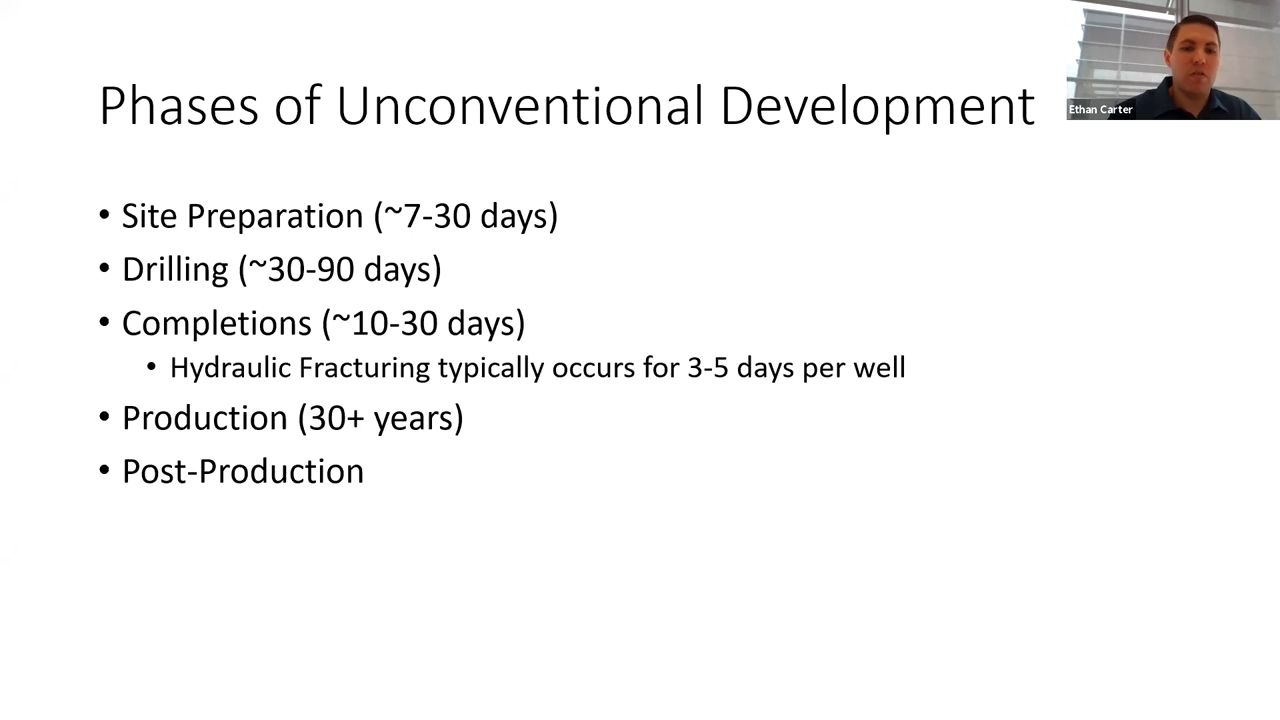 Phases of Unconventional Development
Ethan Carter
• Site Preparation (~7-30 days)
• Drilling (~30-90 days)
• Completions (~10-30 days)
• Hydraulic Fracturing typically occurs for 3-5 days per well
• Production (30+ years)
• Post-Production